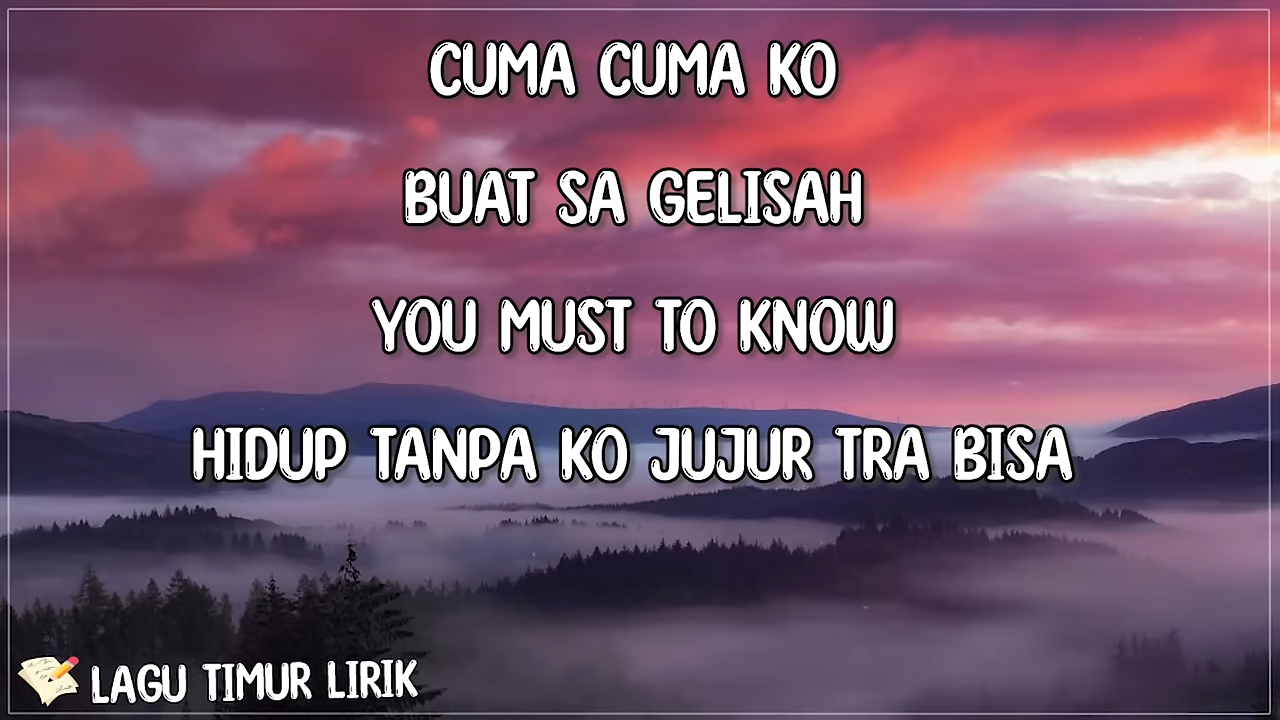 CUMA CUMA KO
BUAT SA GELISAH
YOU MUST TO KNOW
HIDUP TANPA KO JUJUR TRA BISA
LAGU TIMUR LIRIK